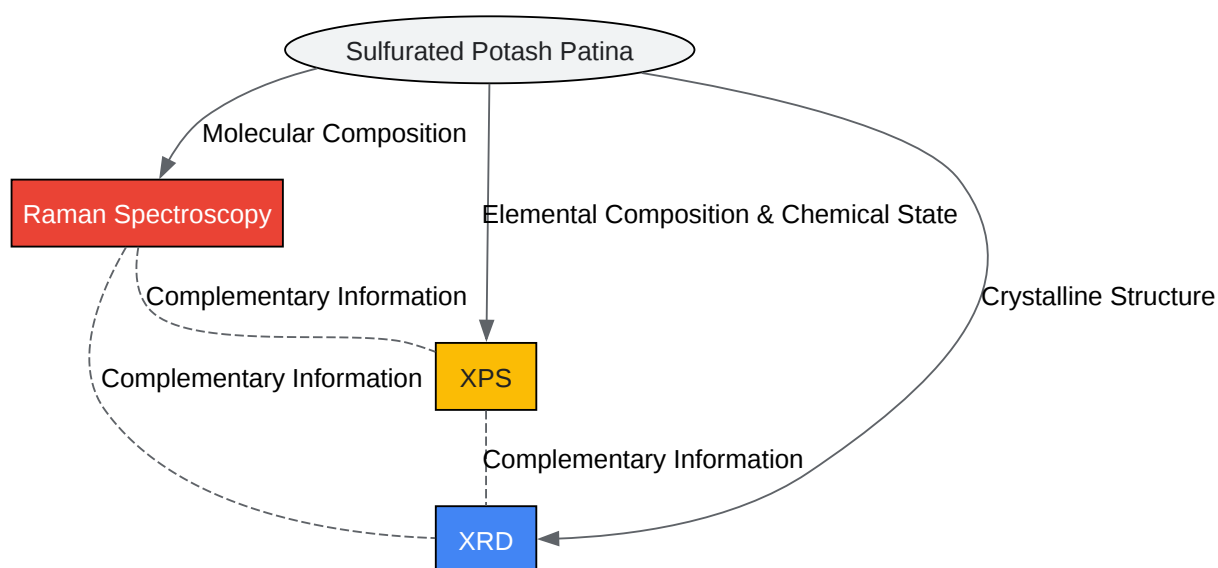 Sulfurated Potash Patina
Molecular Composition
Raman Spectroscopy
Elemental Composition & Chemical State
Complementary Information
Crystalline Structure
XPS
Complementary Information
Complementary Information
XRD